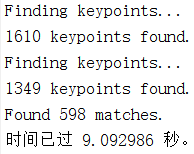 Finding keypoints...
1610 keypoints found.
Finding keypoints...
1349 keypoints found.
Found 598 matches.
时间已过 9.092986 秒。